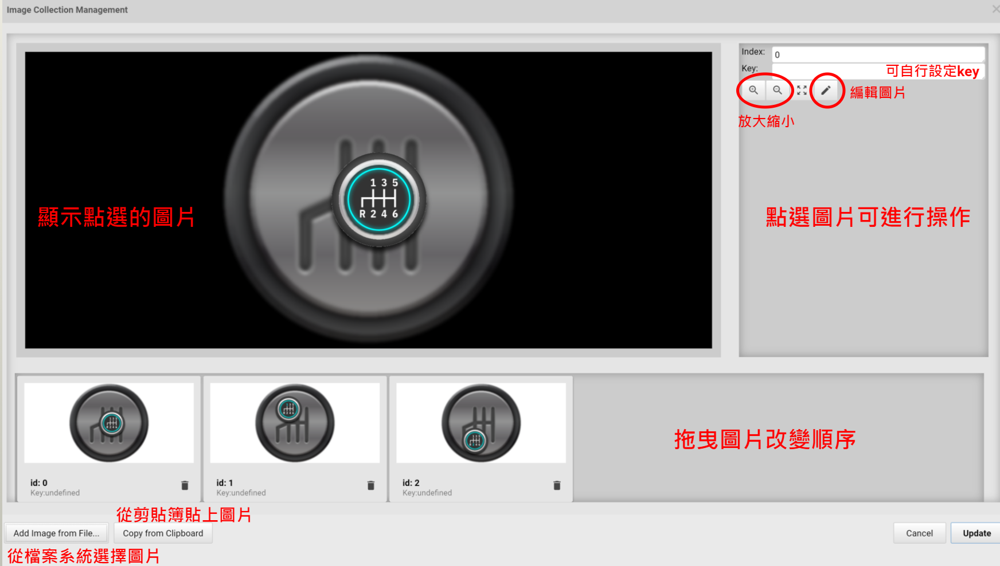 Image Collection Management
Index: 0
Key: 可自行設定key
編輯圖片
放大縮小
1 3 5
R 2 4 6
顯示點選的圖片
點選圖片可進行操作
拖曳圖片改變順序
id: 0
Key:undefined
id: 1
Key:undefined
id: 2
Key:undefined
從剪貼簿貼上圖片
Add Image from File...
Copy from Clipboard
Cancel
Update
從檔案系統選擇圖片